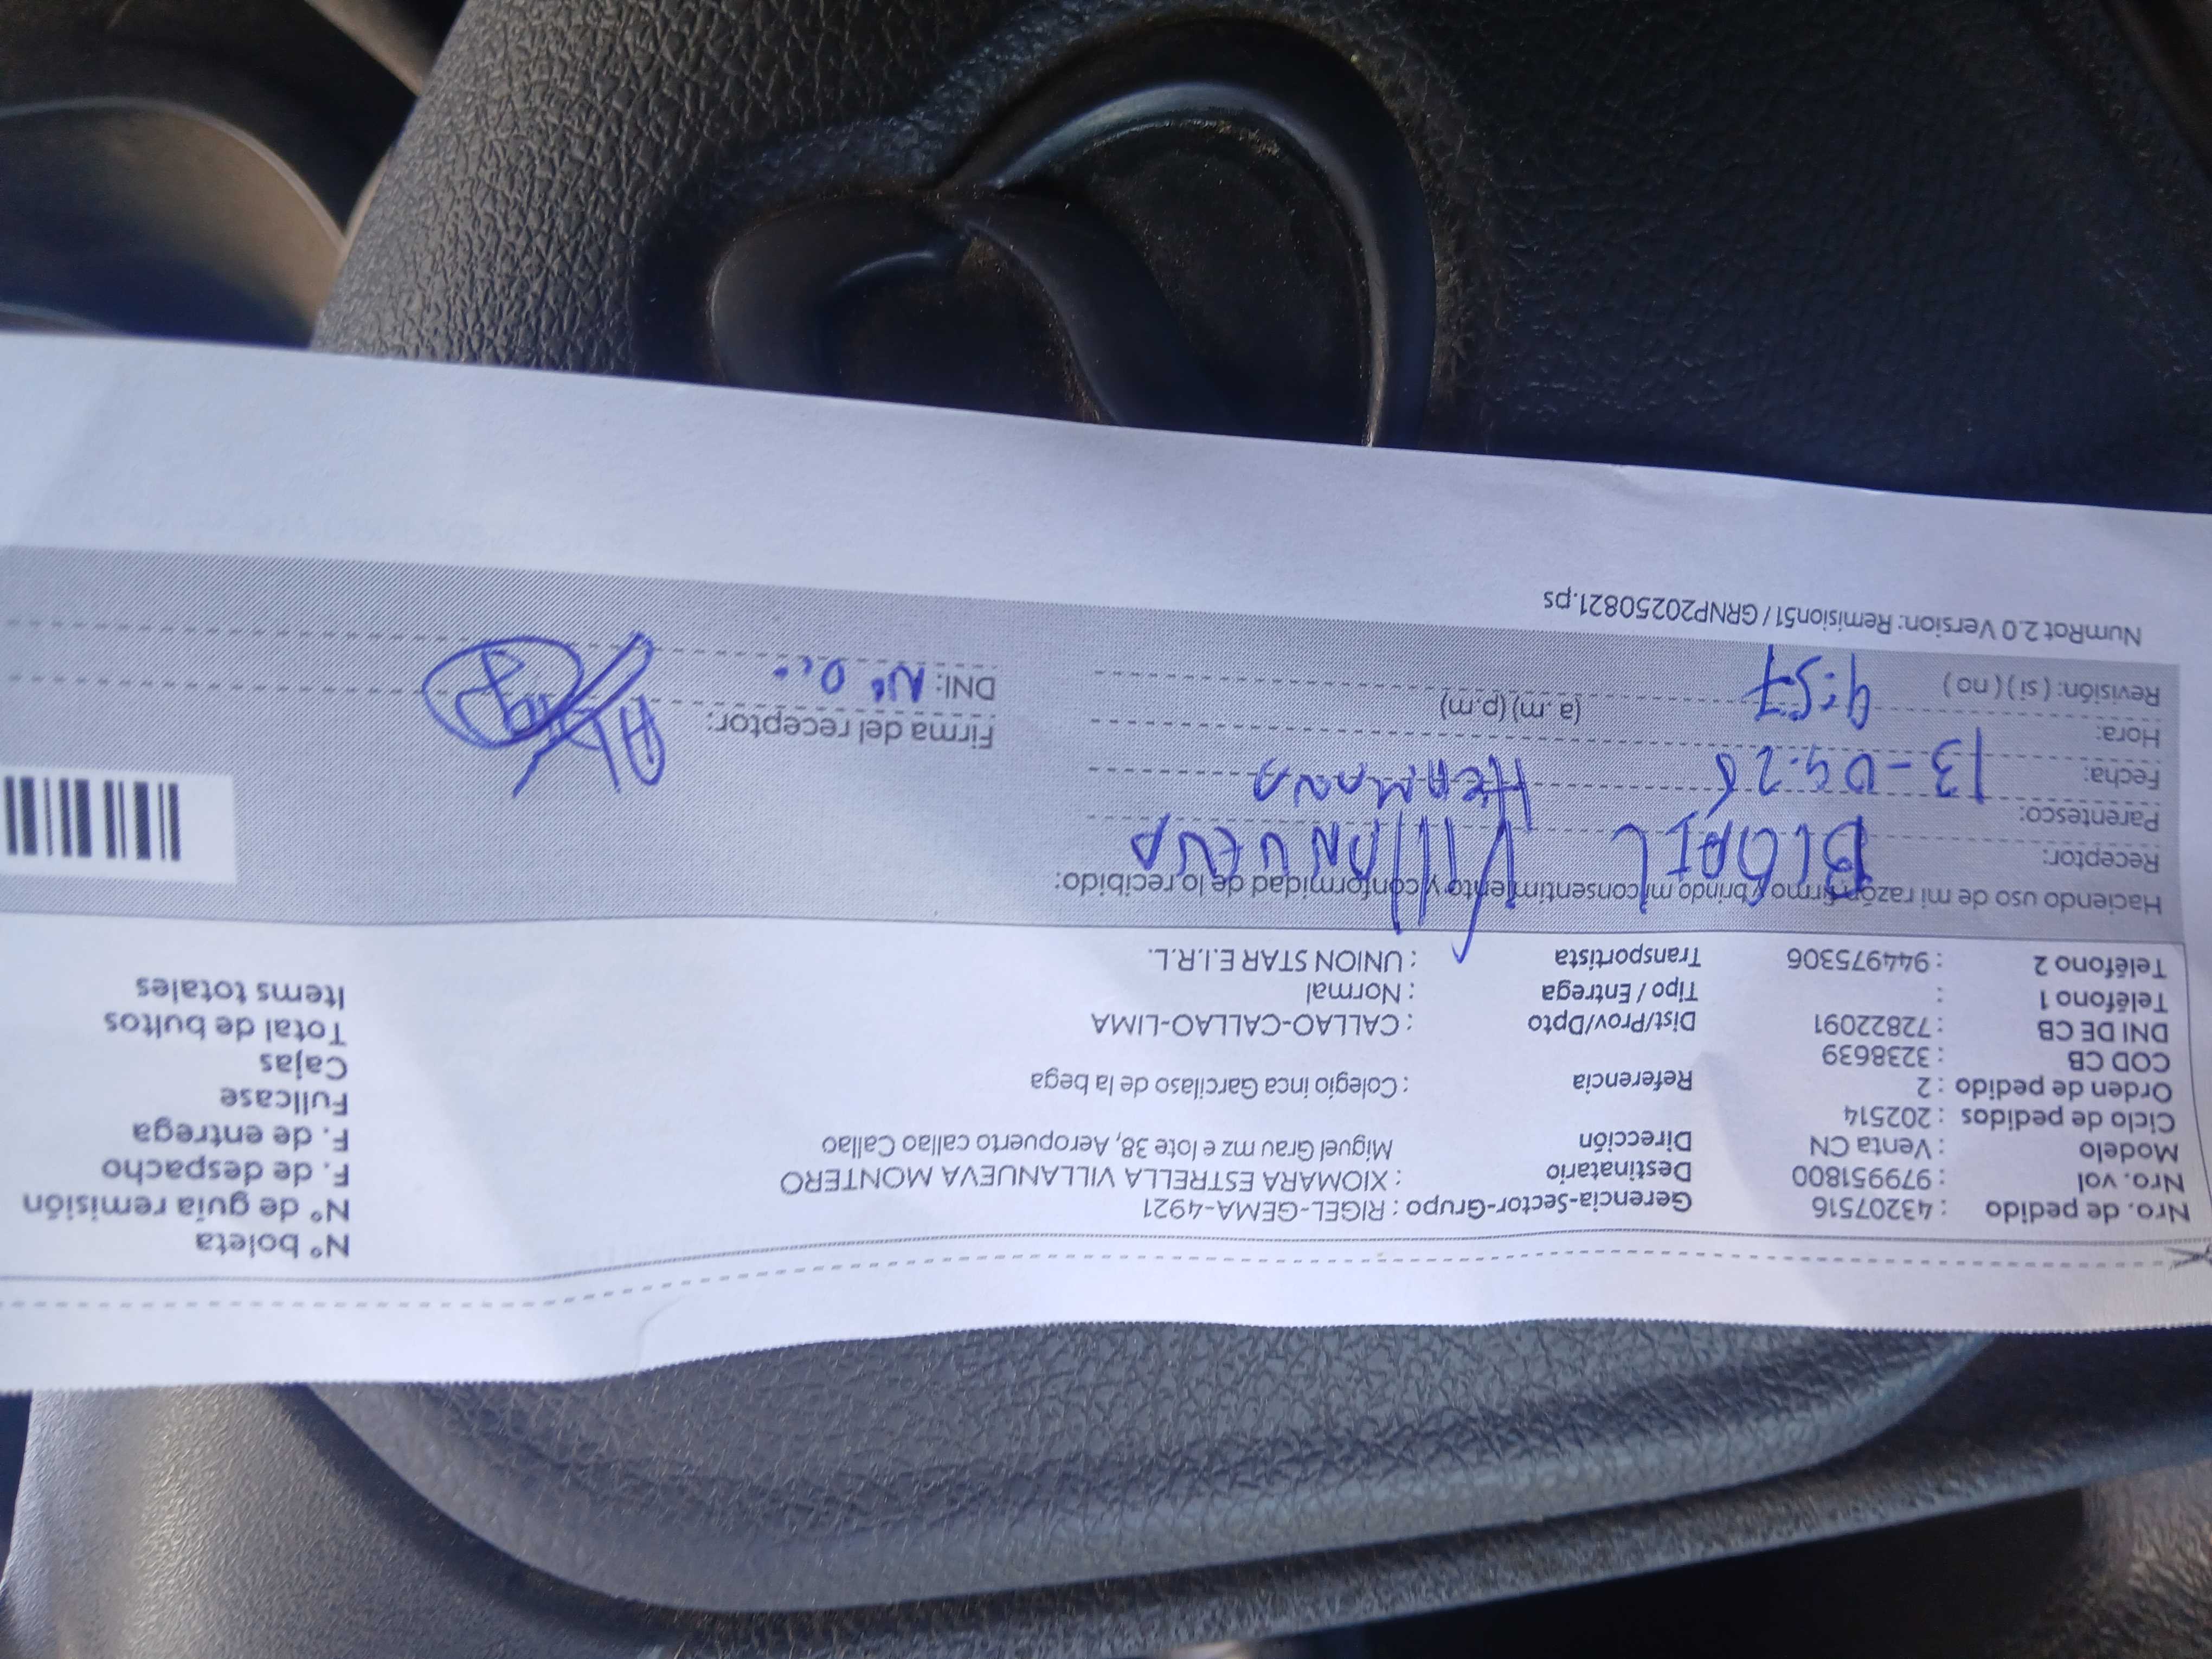 Nro. de pedido : 43207516 Gerencia-Sector-Grupo : RIGEL-GEMA-4921 N° boleta
Nro. vol : 979951800 Destinatario : XIOMARA ESTRELLA VILLANUEVA MONTERO N° de guía remisión
Modelo : Venta CN Dirección Miguel Grau mz e lote 38, Aeropuerto callao Callao F. de despacho
Ciclo de pedidos : 202514 F. de entrega
Orden de pedido : 2 Referencia : Colegio inca Garcilaso de la bega Fullcase
COD CB : 3238639 Cajas
DNI DE CB : 72822091 Dist/Prov/Dpto : CALLAO-CALLAO-LIMA Total de bultos
Teléfono 1 : Tipo / Entrega : Normal Items totales
Teléfono 2 : 944975306 Transportista : UNION STAR E.I.R.L.
Haciendo uso de mi razón firmo y brindo mi consentimiento y conformidad de lo recibido:
Receptor: VILLANUEVA
Parentesco: HERMANA
Fecha: 13-09-25
Hora: 9:57 (a.m) (p.m) Firma del receptor:
Revisión: ( si ) ( no ) DNI: N°
NumRot 2.0 Version: Remision51 / GRNP20250821.ps